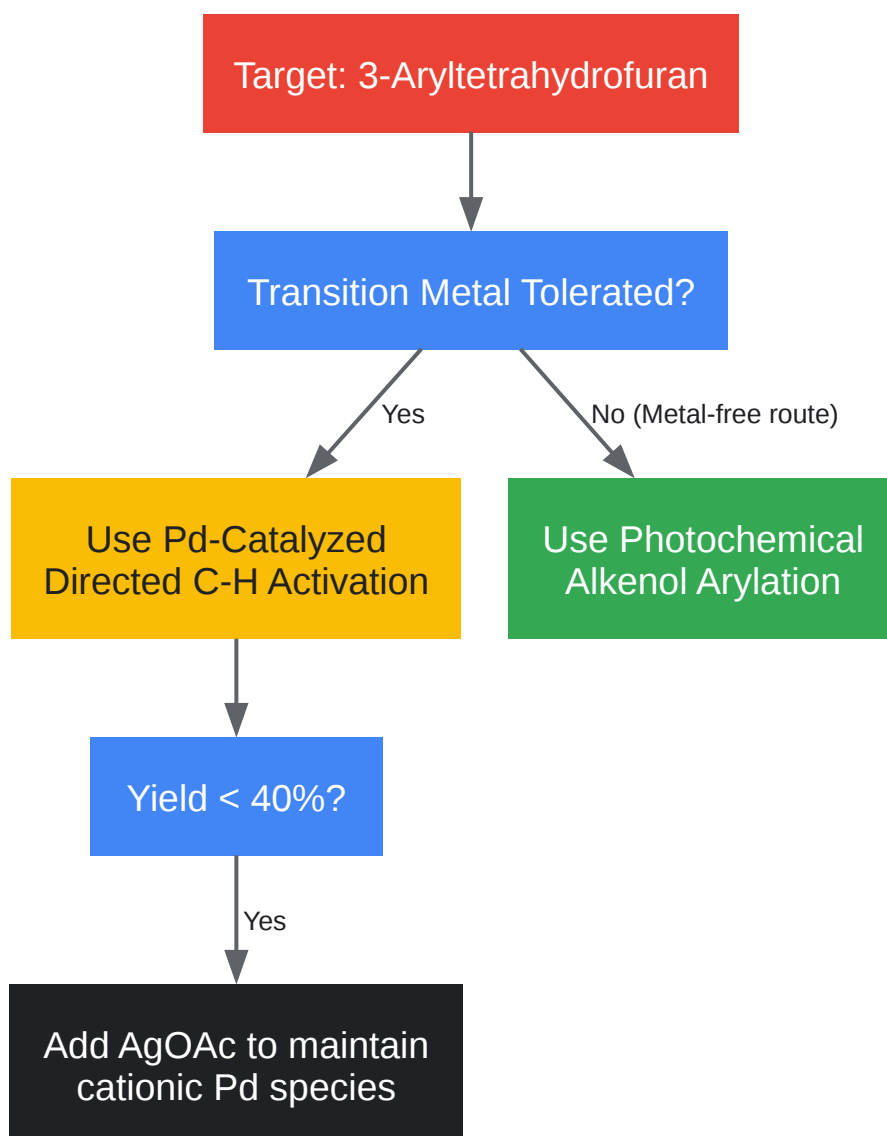 Target: 3-Aryltetrahydrofuran
Transition Metal Tolerated?
Yes
No (Metal-free route)
Use Pd-Catalyzed
Directed C-H Activation
Use Photochemical
Alkenol Arylation
Yield < 40%?
Yes
Add AgOAc to maintain
cationic Pd species